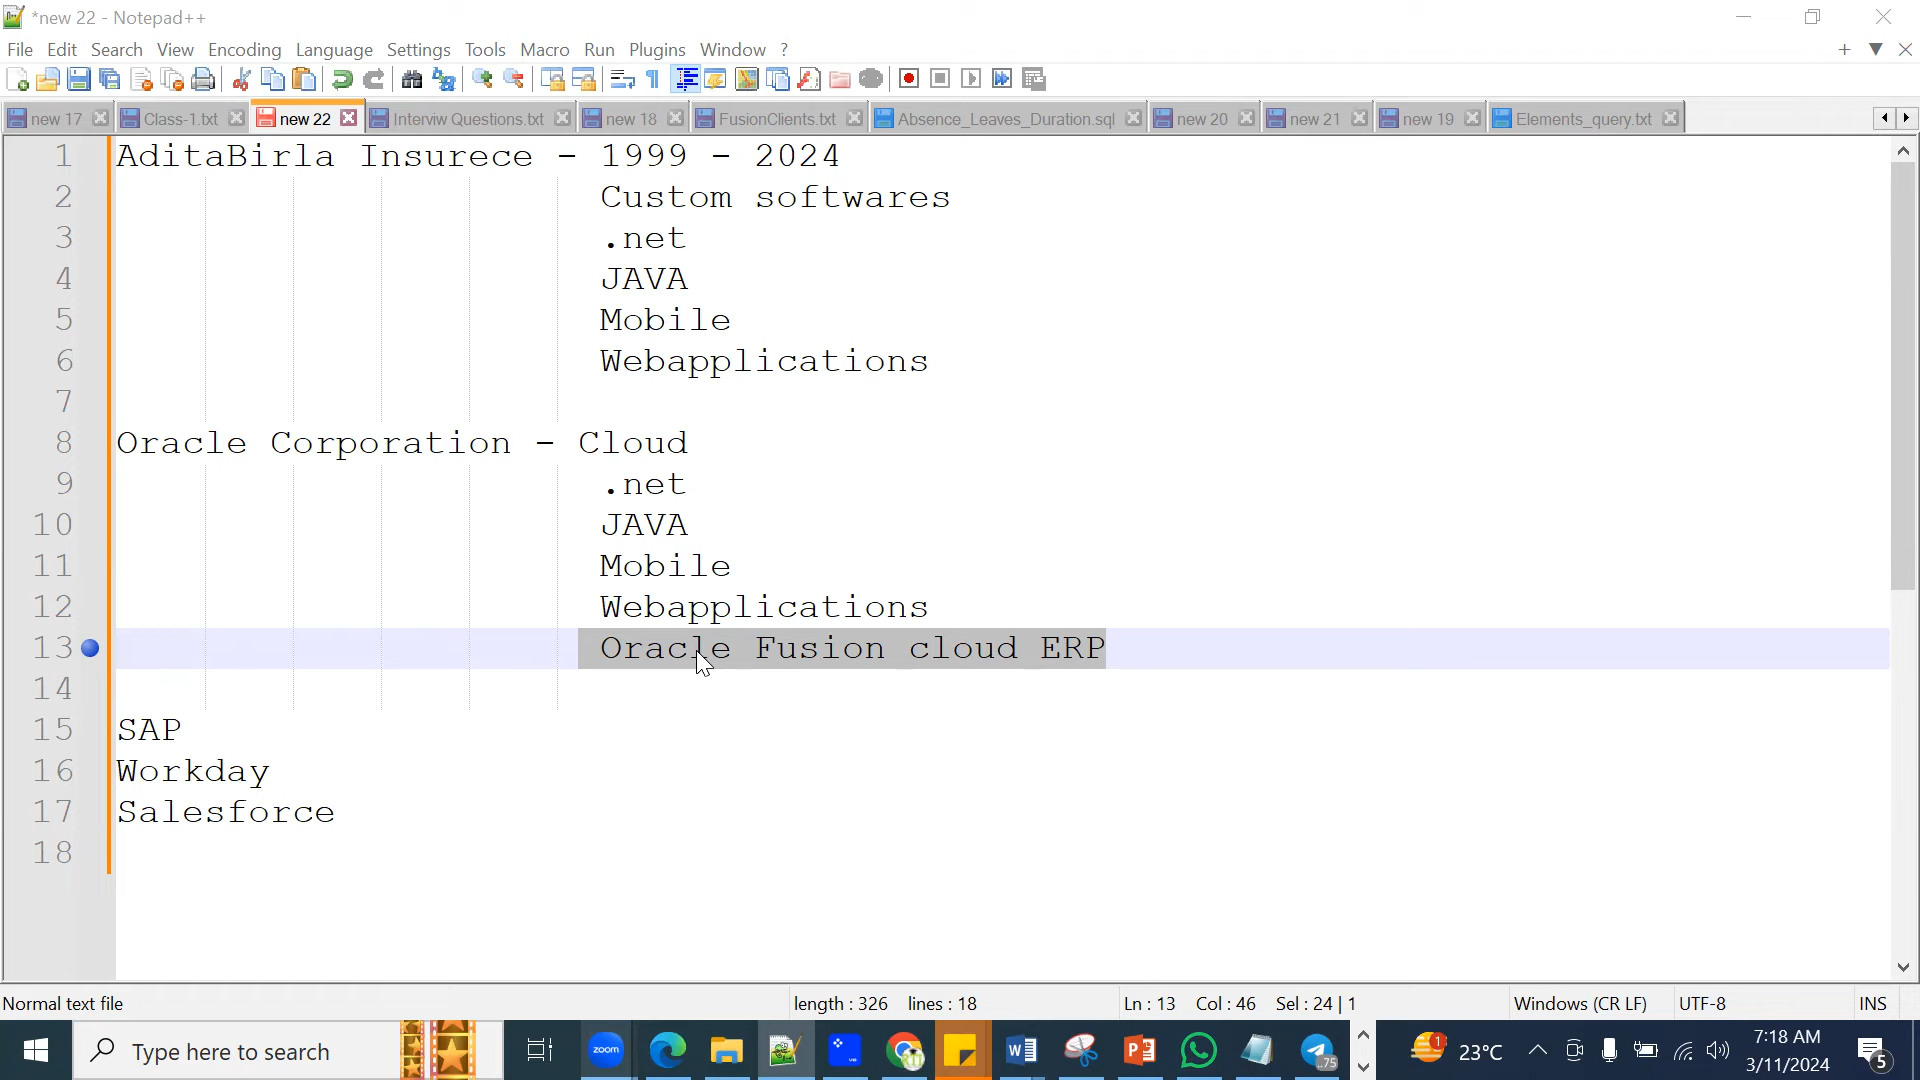 *new 22 - Notepad++
File Edit Search View Encoding Language Settings Tools Macro Run Plugins Window ?
new 17 Class-1.txt new 22 Interviw Questions.txt new 18 FusionClients.txt Absence_Leaves_Duration.sql new 20 new 21 new 19 Elements_query.txt
1 AditaBirla Insurece - 1999 - 2024
2 Custom softwares
3 .net
4 JAVA
5 Mobile
6 Webapplications
7
8 Oracle Corporation - Cloud
9 .net
10 JAVA
11 Mobile
12 Webapplications
13 Oracle Fusion cloud ERP
14
15 SAP
16 Workday
17 Salesforce
18
Normal text file length : 326 lines : 18 Ln : 13 Col : 46 Sel : 24 | 1 Windows (CR LF) UTF-8 INS
Type here to search zoom 75 1 23°C 7:18 AM
3/11/2024 5